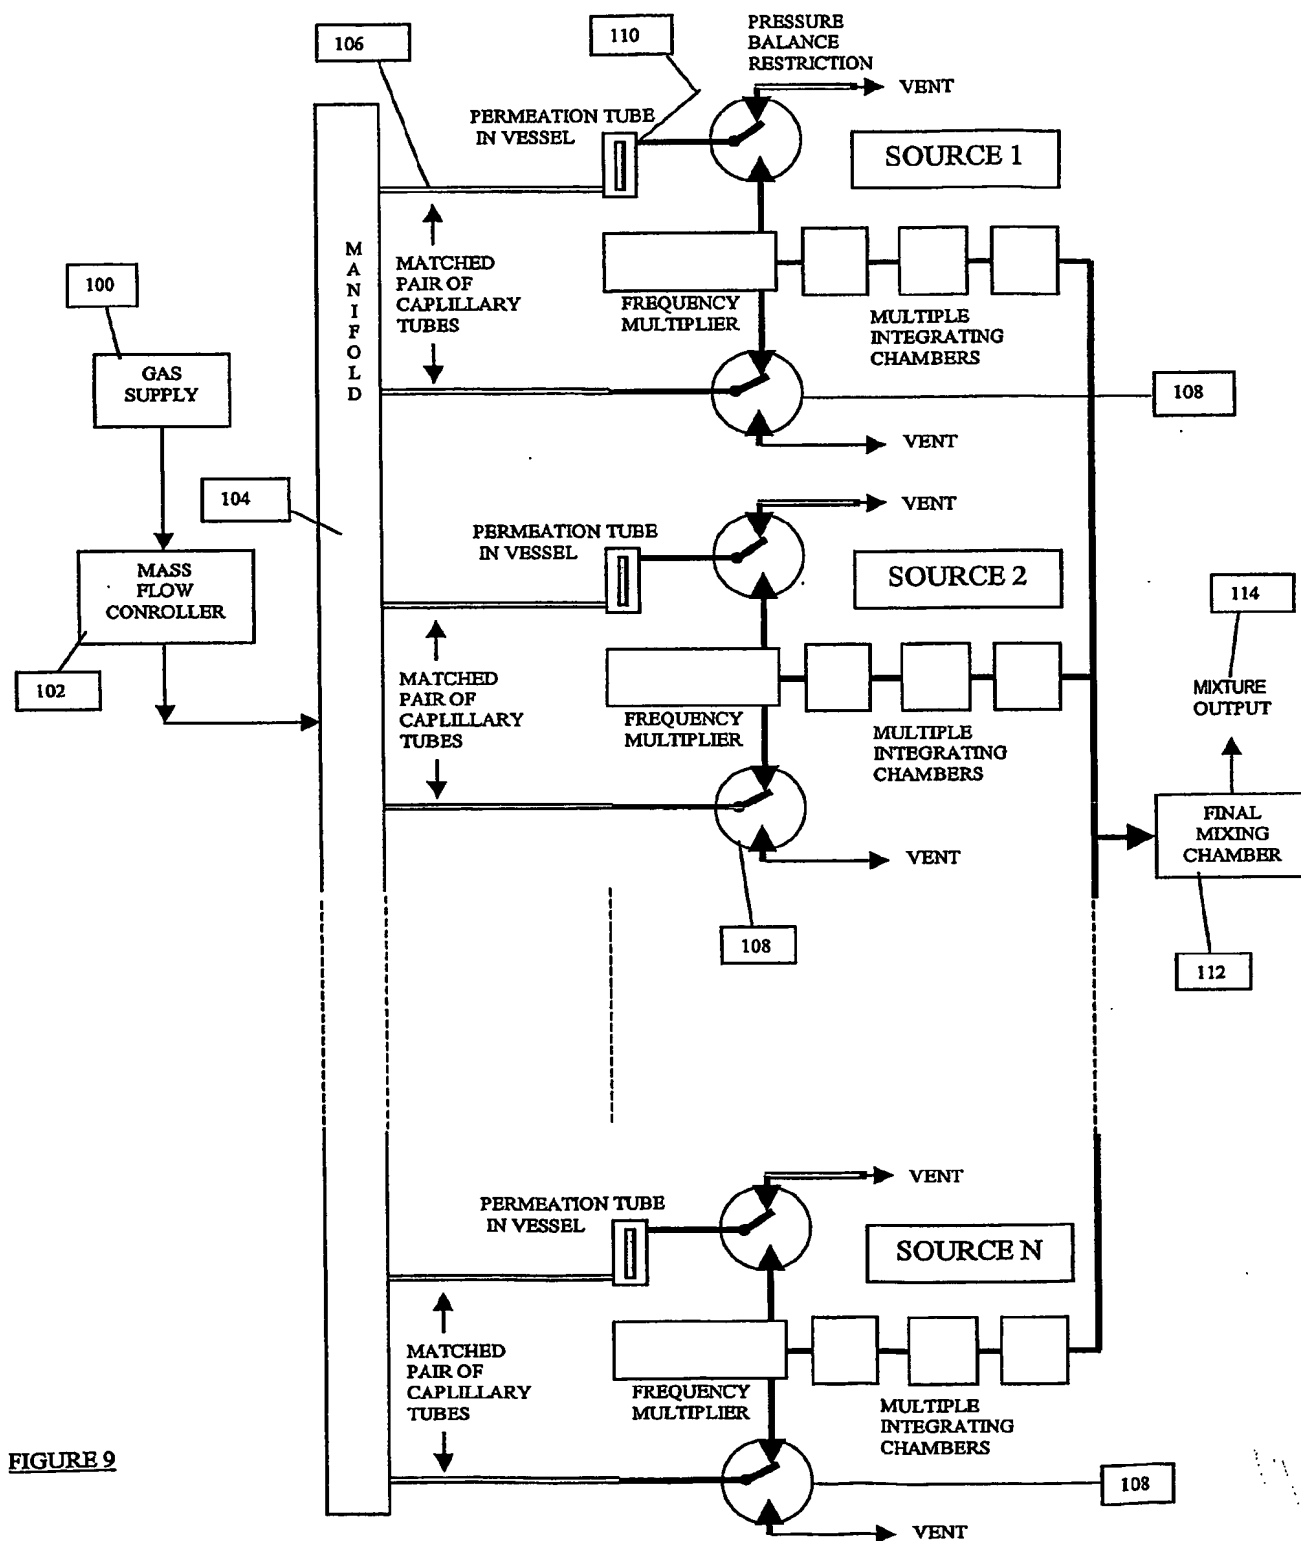 106
110
PRESSURE
BALANCE
RESTRICTION
VENT
PERMEATION TUBE
IN VESSEL
SOURCE 1
MANIFOLD
MATCHED
PAIR OF
CAPLILLARY
TUBES
FREQUENCY
MULTIPLIER
MULTIPLE
INTEGRATING
CHAMBERS
100
GAS
SUPPLY
108
VENT
104
VENT
PERMEATION TUBE
IN VESSEL
SOURCE 2
MASS
FLOW
CONROLLER
102
114
MATCHED
PAIR OF
CAPLILLARY
TUBES
FREQUENCY
MULTIPLIER
MULTIPLE
INTEGRATING
CHAMBERS
MIXTURE
OUTPUT
FINAL
MIXING
CHAMBER
VENT
108
112
VENT
PERMEATION TUBE
IN VESSEL
SOURCE N
MATCHED
PAIR OF
CAPLILLARY
TUBES
FREQUENCY
MULTIPLIER
MULTIPLE
INTEGRATING
CHAMBERS
FIGURE 9
108
VENT